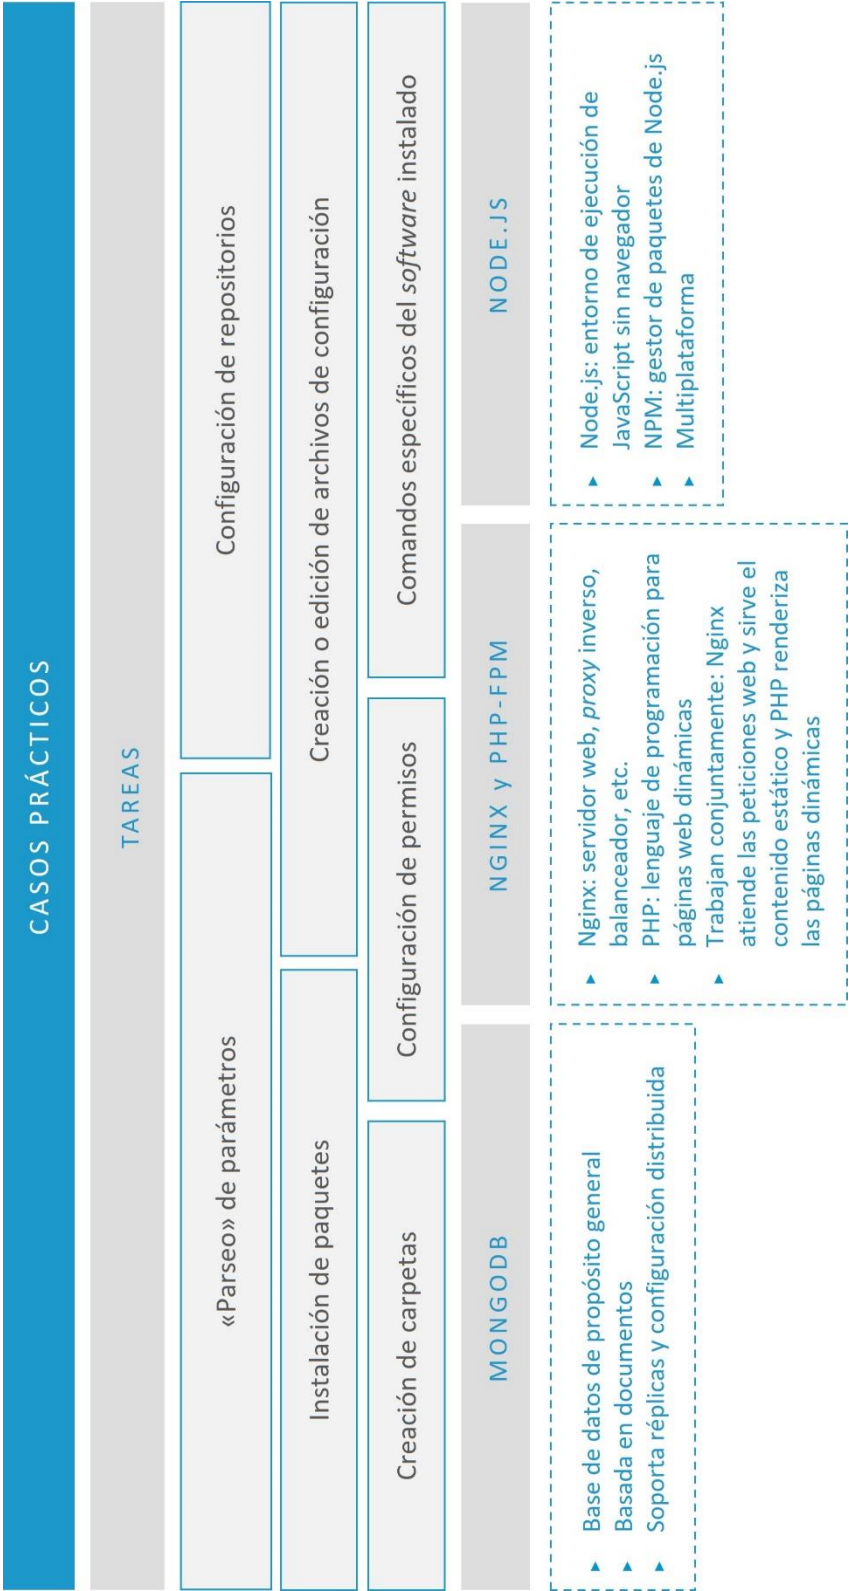 CASOS PRÁCTICOS
TAREAS
«Parseo» de parámetros
Configuración de repositorios
Instalación de paquetes
Creación o edición de archivos de configuración
Creación de carpetas
Configuración de permisos
Comandos específicos del software instalado
MONGODB
▸ Base de datos de propósito general
▸ Basada en documentos
▸ Soporta réplicas y configuración distribuida
NGINX y PHP-FPM
▸ Nginx: servidor web, proxy inverso,
balanceador, etc.
▸ PHP: lenguaje de programación para
páginas web dinámicas
▸ Trabajan conjuntamente: Nginx
atiende las peticiones web y sirve el
contenido estático y PHP renderiza
las páginas dinámicas
NODE.JS
▸ Node.js: entorno de ejecución de
JavaScript sin navegador
▸ NPM: gestor de paquetes de Node.js
▸ Multiplataforma